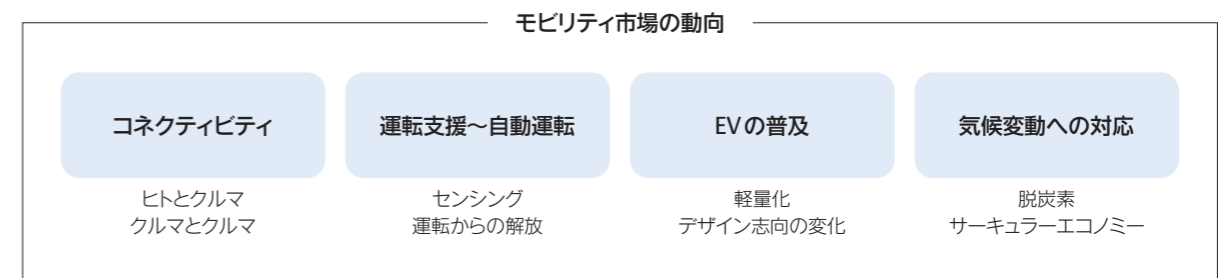 モビリティ市場の動向
コネクティビティ
運転支援～自動運転
EVの普及
気候変動への対応
ヒトとクルマ
クルマとクルマ
センシング
運転からの解放
軽量化
デザイン志向の変化
脱炭素
サーキュラーエコノミー